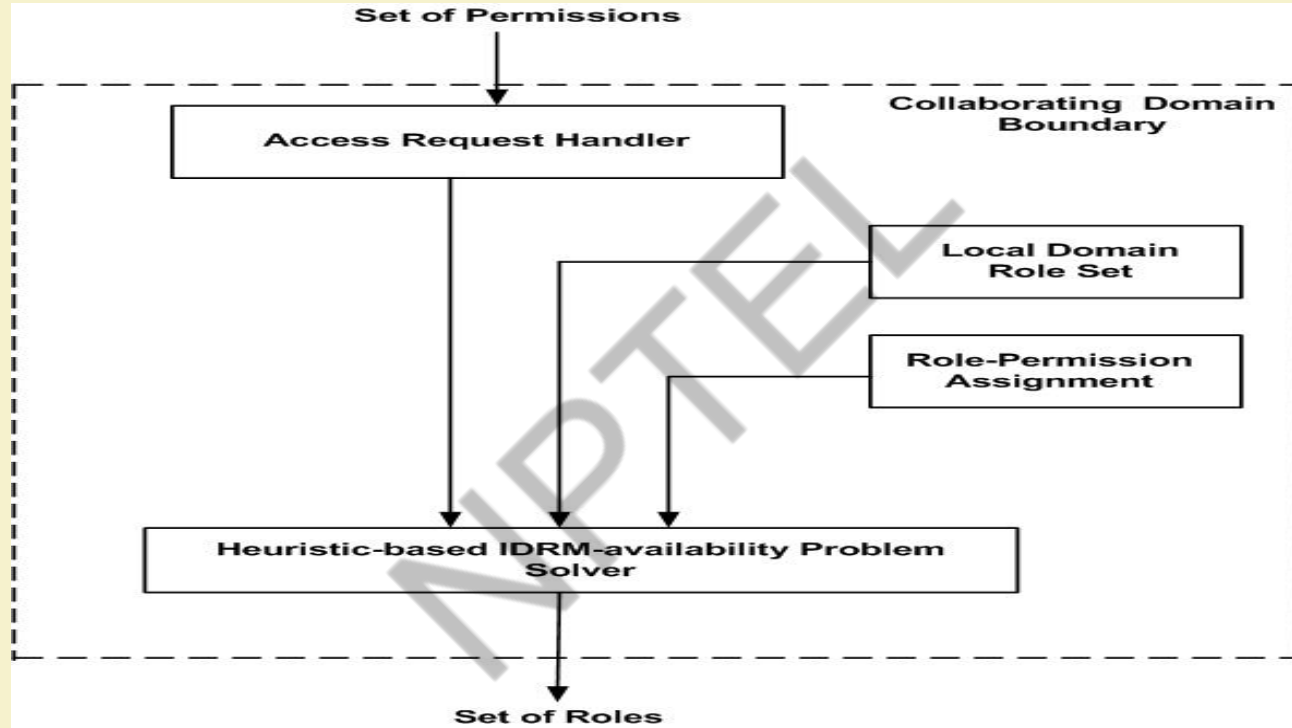 Set of Permissions
Collaborating Domain
Boundary
Access Request Handler
Local Domain
Role Set
Role-Permission
Assignment
Heuristic-based IDRM-availability Problem
Solver
Set of Roles
NPTEL